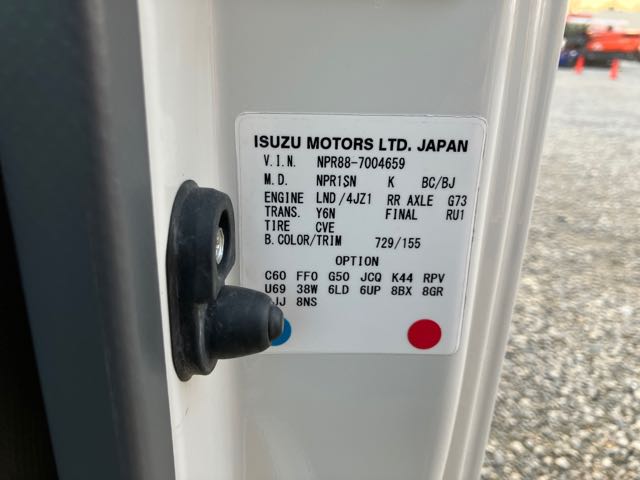 ISUZU MOTORS LTD. JAPAN
V.I.N. NPR88-7004659
M.D. NPR1SN K BC/BJ
ENGINE LND/4JZ1 RR AXLE G73
TRANS. Y6N FINAL RU1
TIRE CVE
B.COLOR/TRIM 729/155
OPTION
C60 FF0 G50 JCQ K44 RPV
U69 38W 6LD 6UP 8BX 8GR
8NS